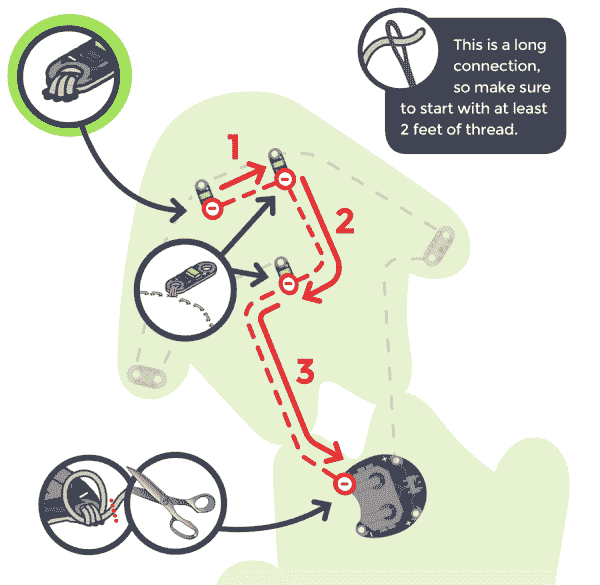 This is a long
connection,
so make sure
to start with at least
2 feet of thread.
1
2
3